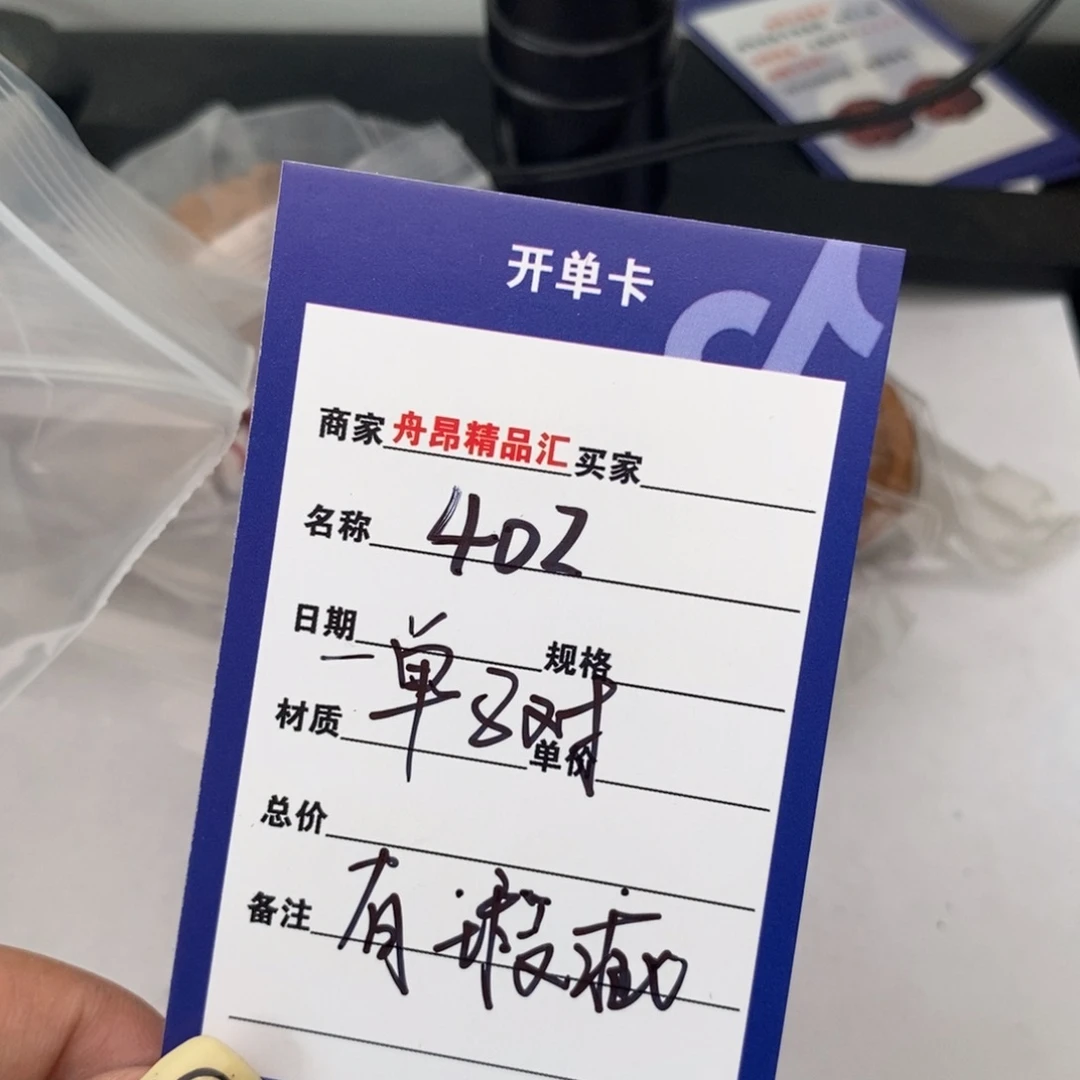 开单卡
商家 舟昂精品汇 买家
名称 402
日期 规格
一单8对
材质 单价
总价
备注 有瑕疵